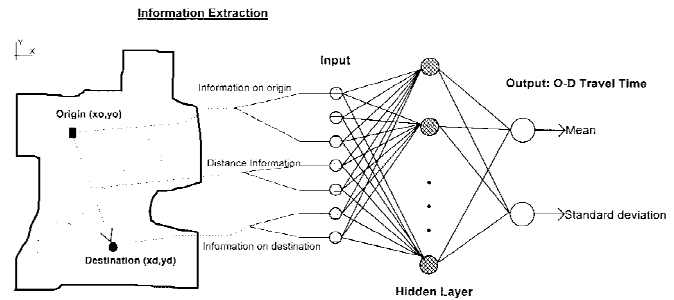 Information Extraction
Y
X
Input
Information on origin
Output: O-D Travel Time
Origin (xo,yo)
Mean
Distance Information
Standard deviation
Information on destination
Destination (xd,yd)
Hidden Layer